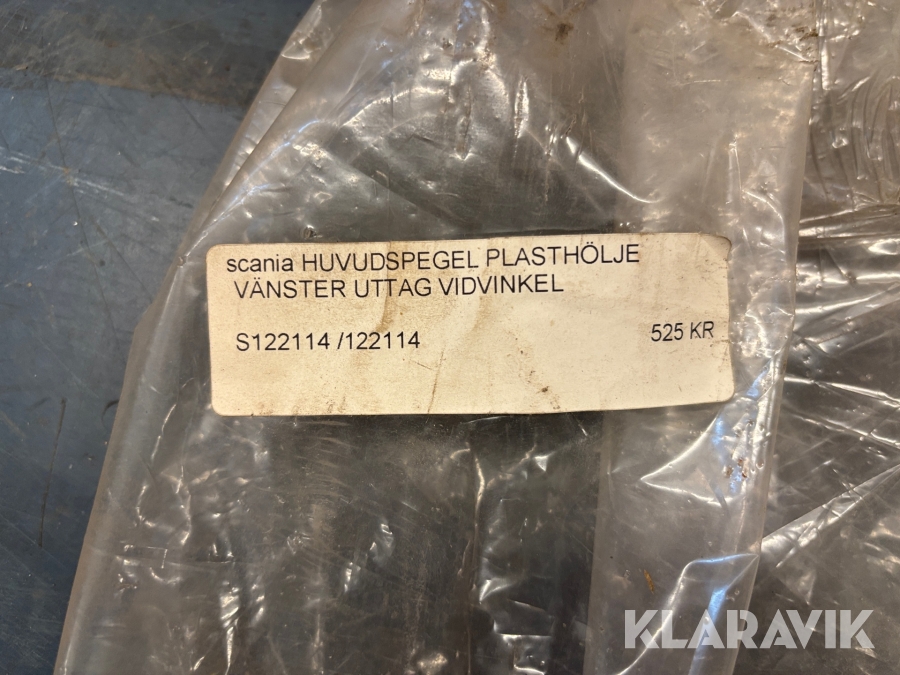 scania HUVUDSPEGEL PLASTHÖLJE
VÄNSTER UTTAG VIDVINKEL
S122114 /122114 525 KR
KLARAVIK